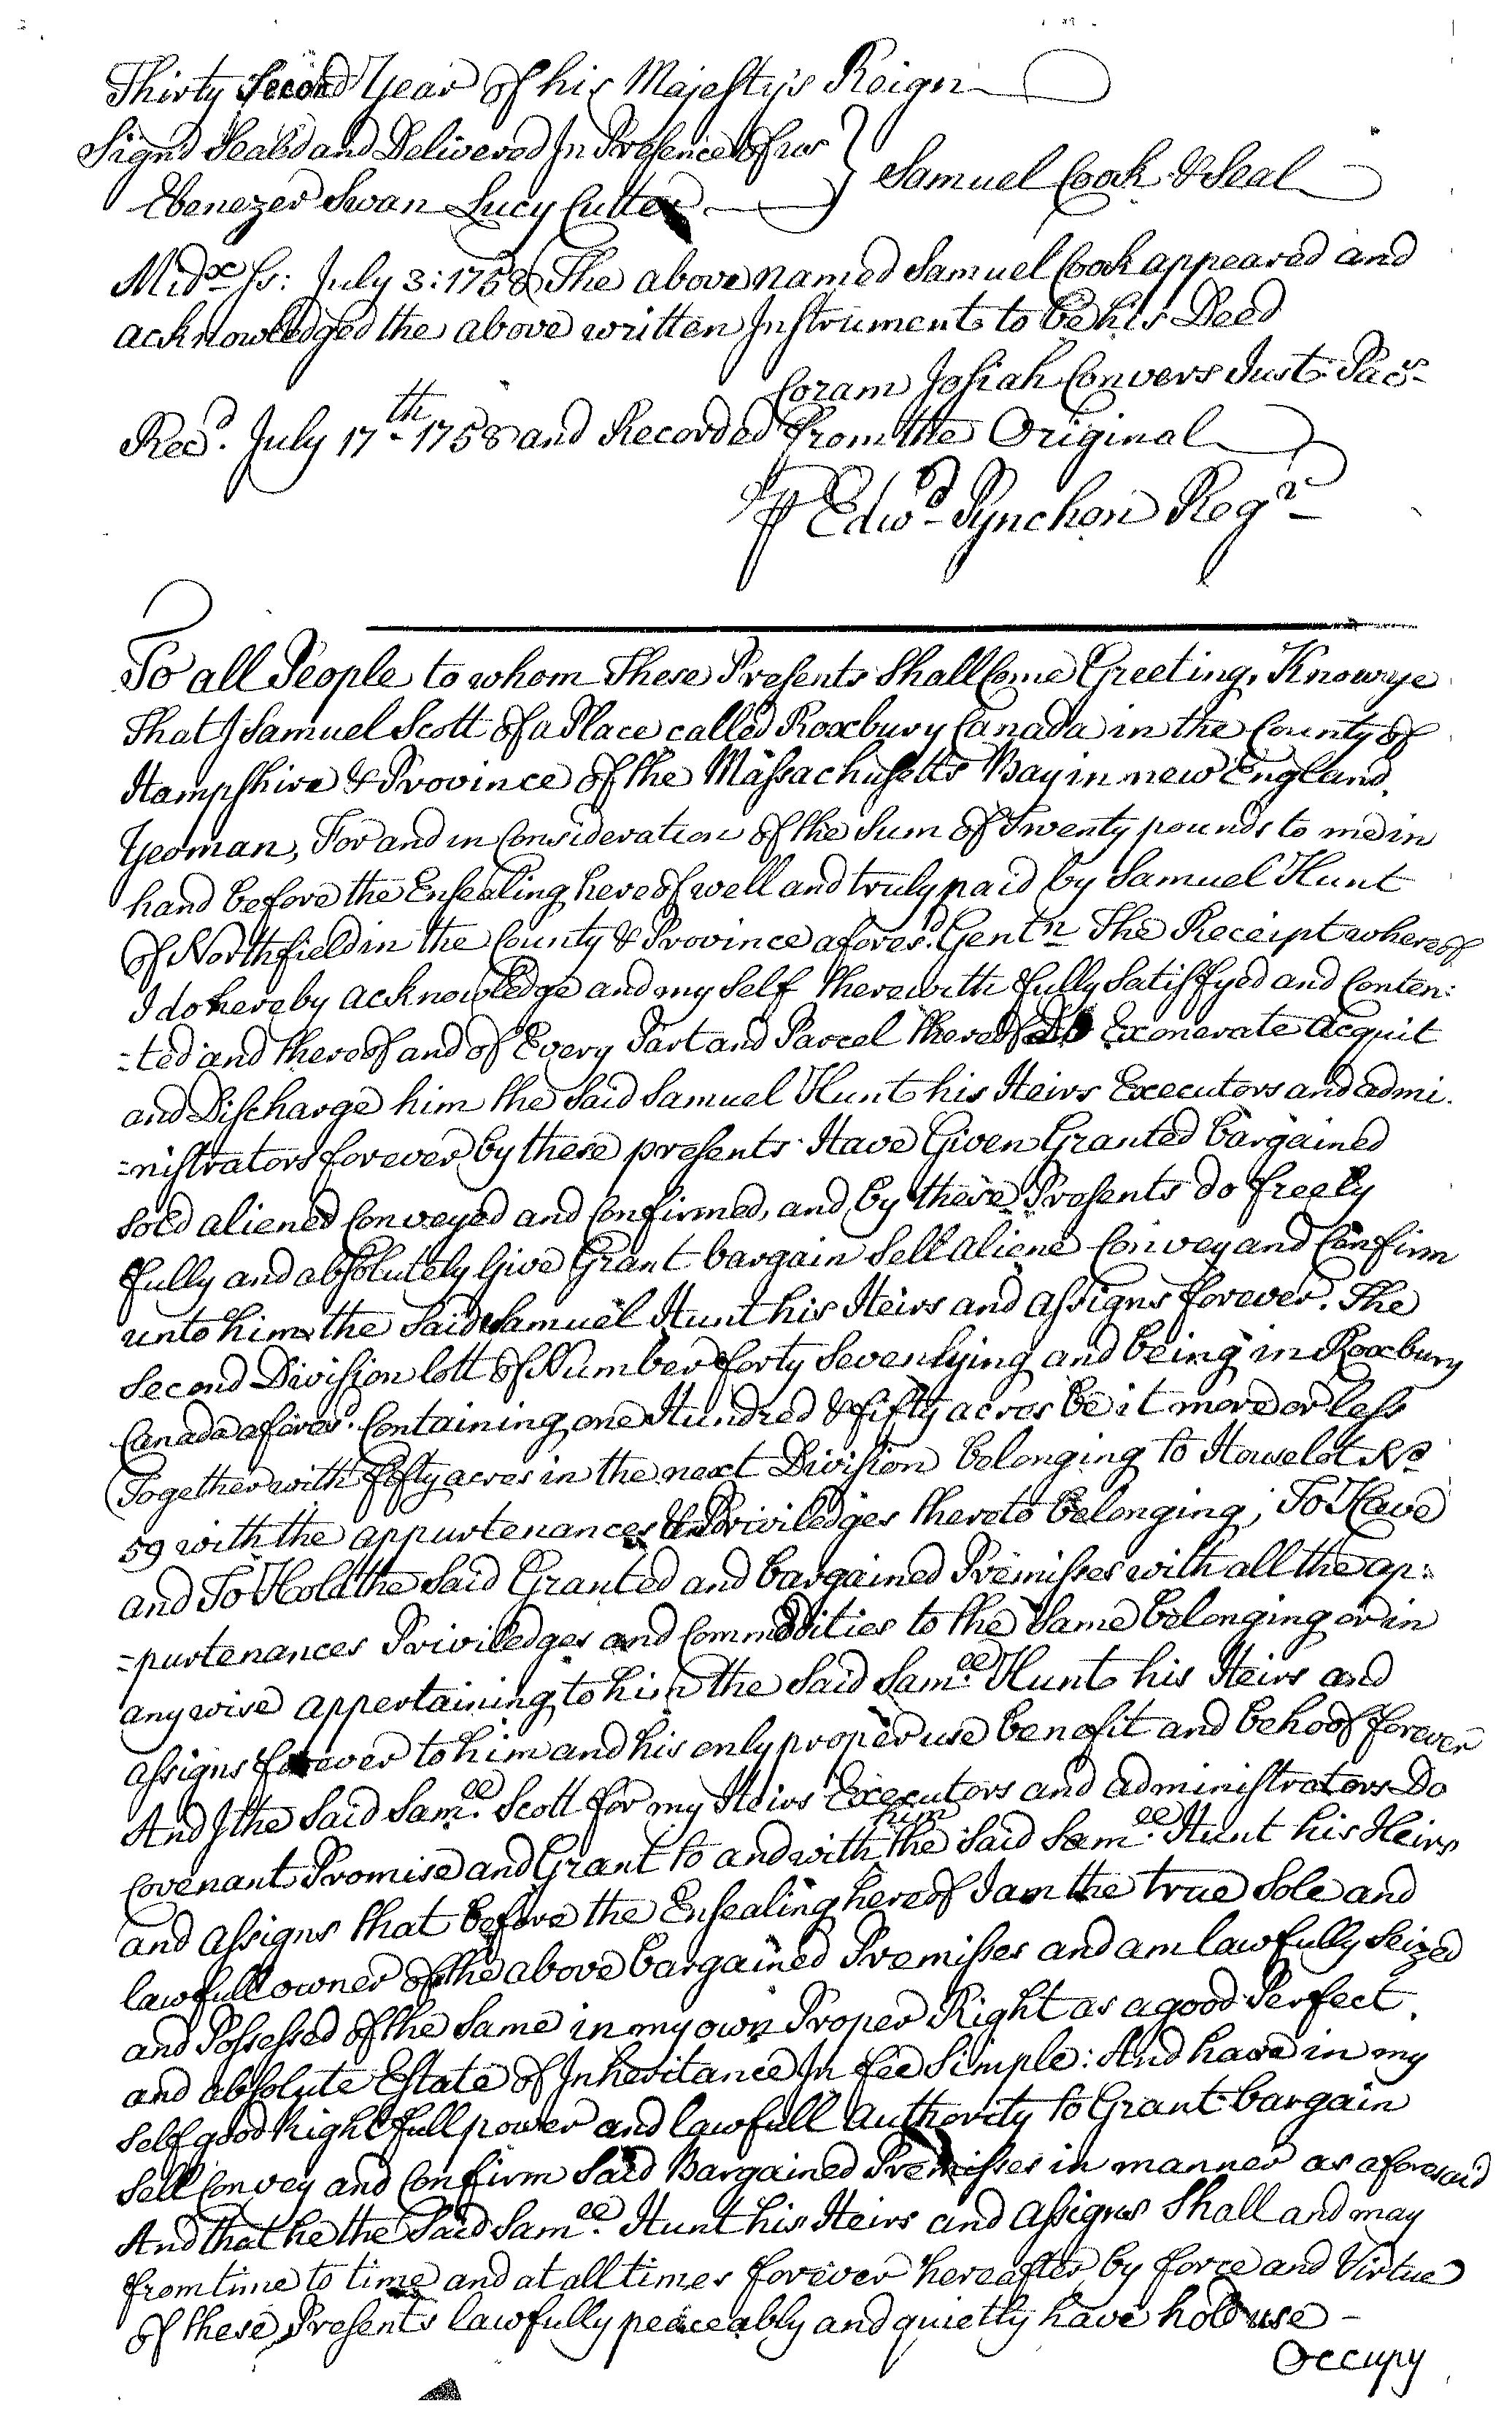 Thirty Second Year of his Majesty's Reign
Signd Seald and Delivered In Presence of us } Samuel Cook & Seal
Ebenezer Swan Lucy Cutter
Midx. Ss: July 3: 1758 The above named Samuel Cook appeared and
acknowledged the above written Instrument to be his Deed
Coram Josiah Convers Just. Pacs.
Recd. July 17th. 1758 and Recorded from the Original
⅌ Edwd. Pynchon Regr.
To all People to whom These Presents Shall Come Greeting, Know ye
That I Samuel Scott of a Place called Roxbury Canada in the County of
Hampshire & Province of the Massachusetts Bay in new England,
Yeoman, For and in Consideration of the Sum of Twenty pounds to me in
hand before the Ensealing hereof well and truly paid by Samuel Hunt
of Northfield in the County & Province aforesd. Gentn. The Receipt whereof
I do hereby acknowledge and my self therewith fully Satisfyed and Conten:
=ted and thereof and of Every Part and Parcel thereof do Exonerate acquit
and Discharge him the Said Samuel Hunt his Heirs Executors and admi.
=nistrators forever by these presents Have Given Granted bargained
sold aliened Conveyed and Confirmed, and by these Presents do freely
fully and absolutely Give Grant bargain Sell aliene Convey and Confirm
unto him the Said Samuel Hunt his Heirs and assigns forever. The
Second Division lott of Number forty Seven lying and being in Roxbury
Canada aforesd. Containing one Hundred & fifty acres be it more or less
Together with fifty acres in the next Division belonging to Houselot No
59 with the appurtenances & Priviledges thereto belonging; To Have
and To Hold the Said Granted and bargained Premisses with all the ap:
=purtenances Priviledges and Commodities to the Same belonging or in
any wise appertaining to him the Said Samll. Hunt his Heirs and
assigns forever to him and his only proper use benefit and behoof forever
And I the Said Samll. Scott for my Heirs Executors and administrators Do
Covenant Promise and Grant to and with him the Said Samll. Hunt his Heirs
and assigns that before the Ensealing hereof I am the true Sole and
lawfull owner of the above bargained Premisses and am lawfully Seized
and Possessed of the Same in my own Proper Right as a good Perfect
and absolute Estate of Inheritance In fee Simple: And have in my
self good Right full power and lawfull authority to Grant bargain
Sell Convey and Confirm Said Bargained Premisses in manner as aforesaid
And that he the Said Samll. Hunt his Heirs and assigns Shall and may
from time to time and at all times forever hereafter by force and Virtue
of these Presents lawfully peaceably and quietly have hold use -
Occupy